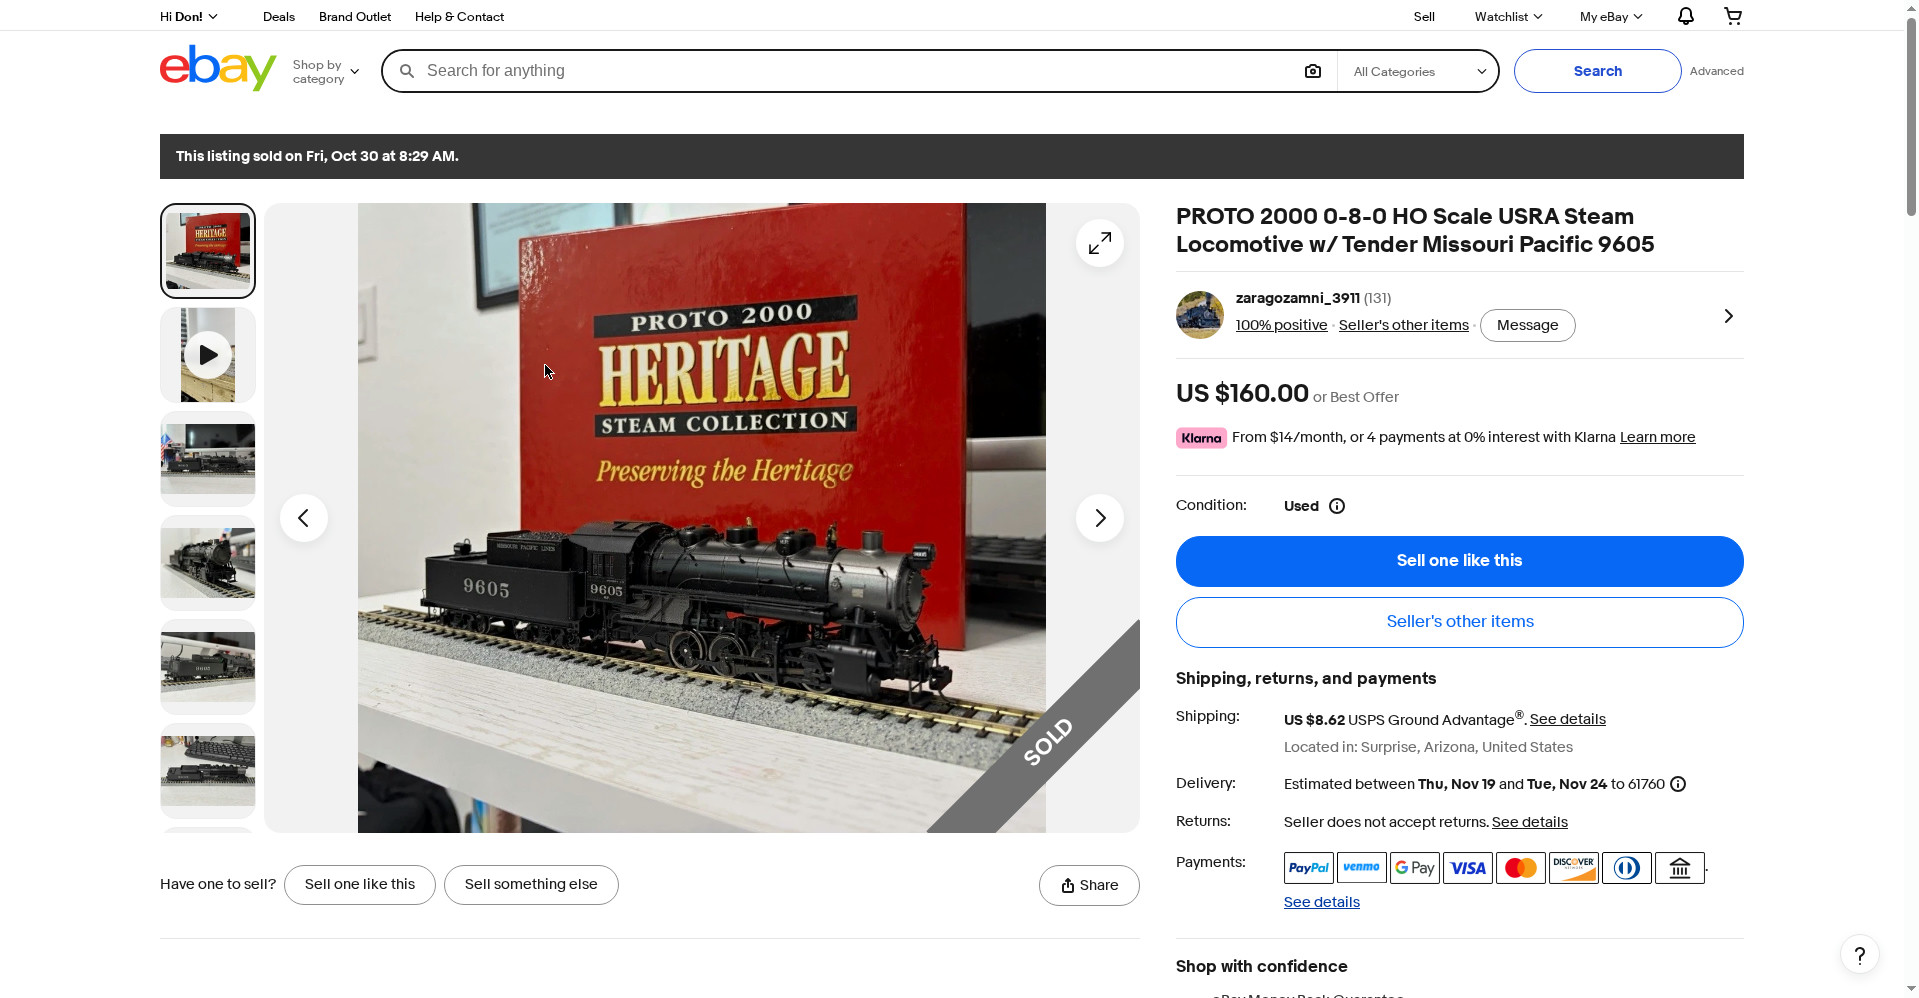 Hi Don!
Deals
Brand Outlet
Help & Contact
Sell
Watchlist
My eBay
ebay
Shop by
category
Search for anything
All Categories
Search
Advanced
This listing sold on Fri, Oct 30 at 8:29 AM.
PROTO 2000
HERITAGE
STEAM COLLECTION
Preserving the Heritage
MISSOURI PACIFIC LINES
9605
9605
SOLD
Have one to sell?
Sell one like this
Sell something else
Share
PROTO 2000 0-8-0 HO Scale USRA Steam
Locomotive w/ Tender Missouri Pacific 9605
zaragozamni_3911 (131)
100% positive · Seller's other items · Message
US $160.00 or Best Offer
Klarna From $14/month, or 4 payments at 0% interest with Klarna Learn more
Condition: Used
Sell one like this
Seller's other items
Shipping, returns, and payments
Shipping: US $8.62 USPS Ground Advantage®. See details
Located in: Surprise, Arizona, United States
Delivery: Estimated between Thu, Nov 19 and Tue, Nov 24 to 61760
Returns: Seller does not accept returns. See details
Payments: PayPal venmo G Pay VISA DISCOVER .
See details
Shop with confidence
eBay Money Back Guarantee
?